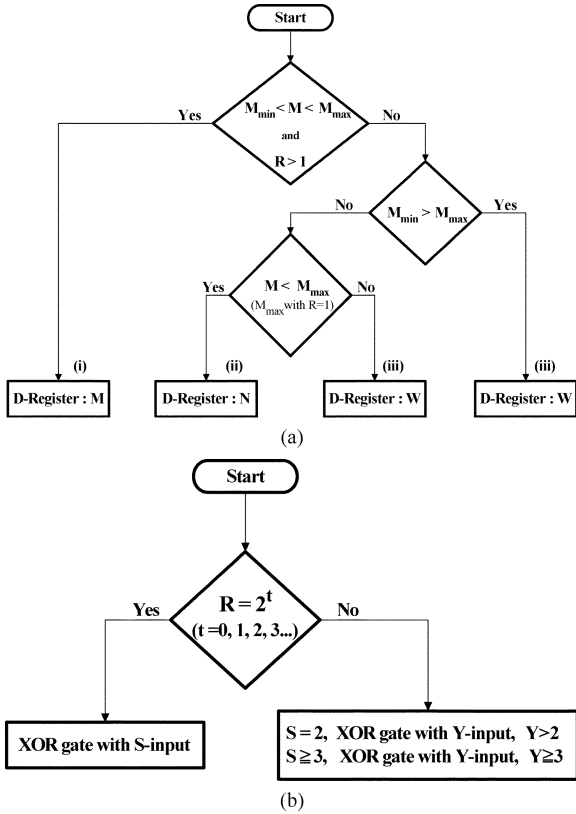 Start
M_min < M < M_max
and
R > 1
Yes
No
M_min > M_max
No
Yes
M < M_max
(M_max with R=1)
Yes
No
(i)
(ii)
(iii)
(iii)
D-Register : M
D-Register : N
D-Register : W
D-Register : W
(a)
Start
R = 2^t
(t =0, 1, 2, 3...)
Yes
No
XOR gate with S-input
S = 2, XOR gate with Y-input, Y>2
S ≧ 3, XOR gate with Y-input, Y≧3
(b)